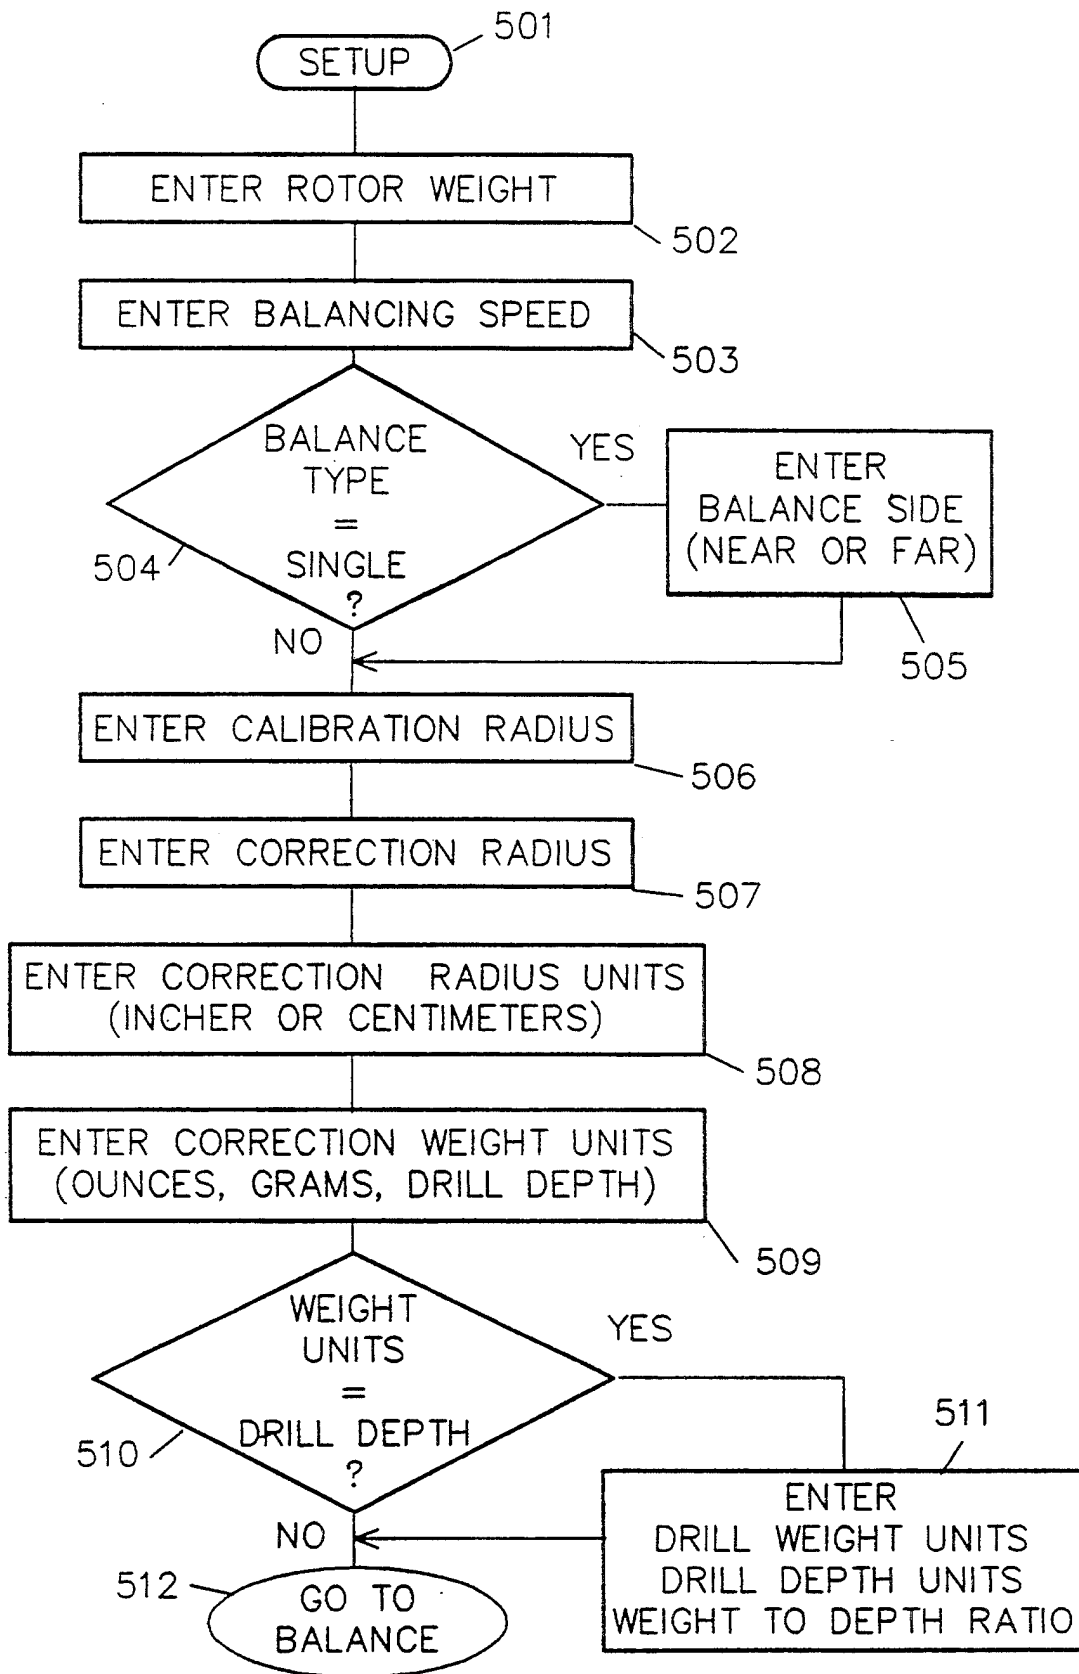 501
SETUP
ENTER ROTOR WEIGHT
502
ENTER BALANCING SPEED
503
BALANCE
TYPE
=
SINGLE
?
504
YES
ENTER
BALANCE SIDE
(NEAR OR FAR)
505
NO
ENTER CALIBRATION RADIUS
506
ENTER CORRECTION RADIUS
507
ENTER CORRECTION RADIUS UNITS
(INCHER OR CENTIMETERS)
508
ENTER CORRECTION WEIGHT UNITS
(OUNCES, GRAMS, DRILL DEPTH)
509
WEIGHT
UNITS
=
DRILL DEPTH
?
510
YES
511
ENTER
DRILL WEIGHT UNITS
DRILL DEPTH UNITS
WEIGHT TO DEPTH RATIO
NO
512
GO TO
BALANCE